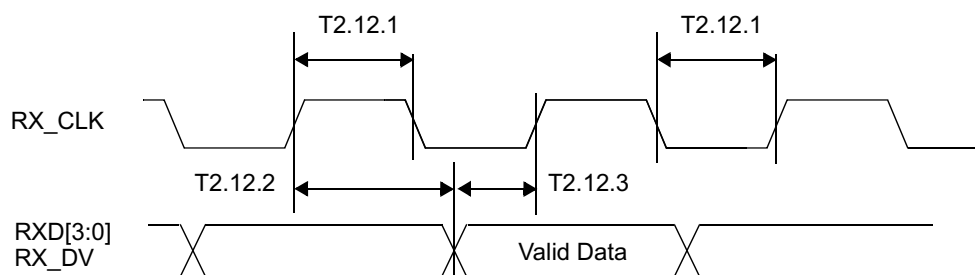 T2.12.1 T2.12.1
RX_CLK
T2.12.2 T2.12.3
RXD[3:0]
RX_DV Valid Data